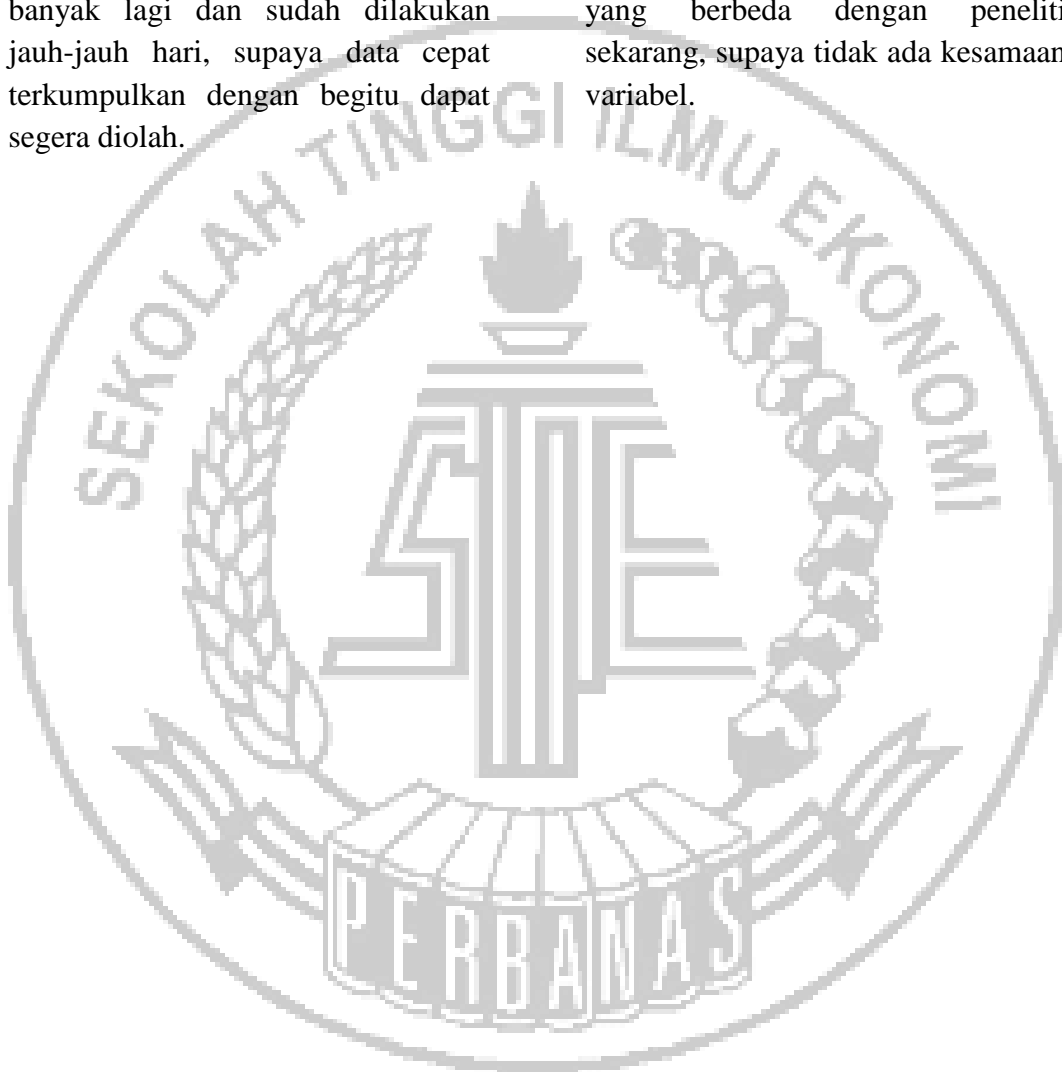 banyak lagi dan sudah dilakukan
jauh-jauh hari, supaya data cepat
terkumpulkan dengan begitu dapat
segera diolah.
yang berbeda dengan peneliti
sekarang, supaya tidak ada kesamaan
variabel.
SEKOLAH TINGGI ILMU EKONOMI
STIE
PERBANAS